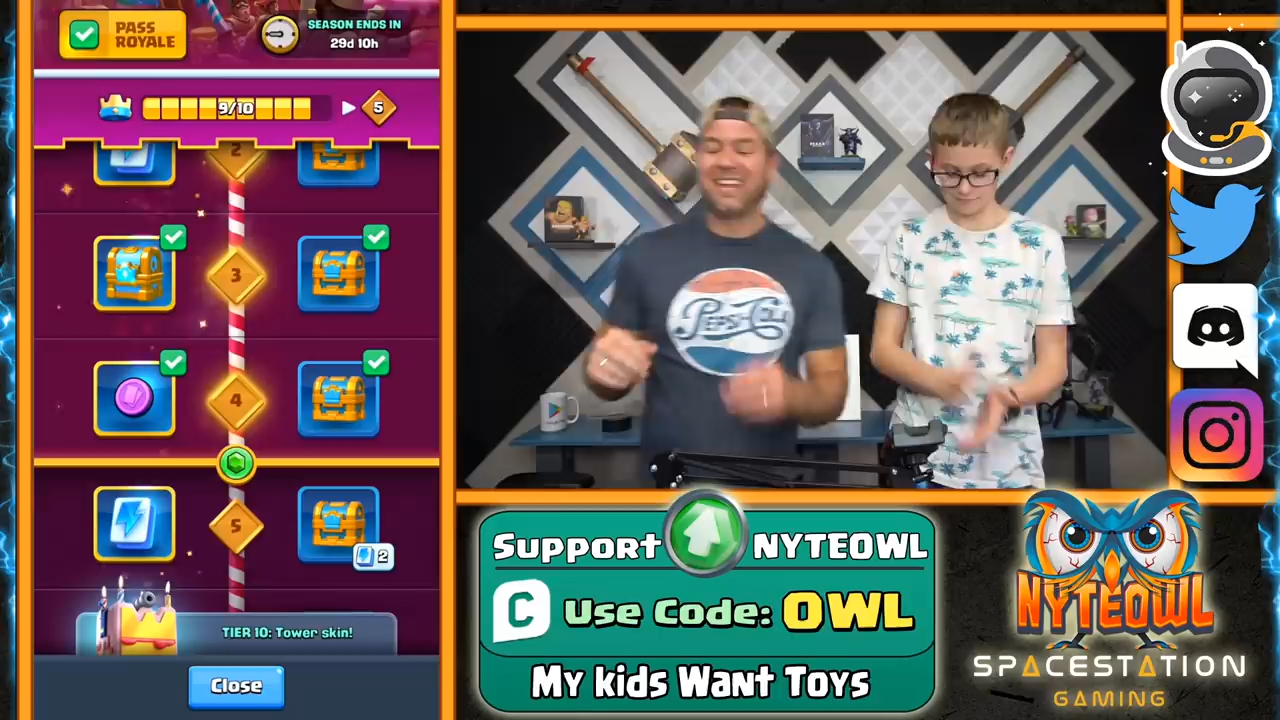 PASS
ROYALE
SEASON ENDS IN
29d 10h
9/10
5
2
3
4
5
2
TIER 10: Tower skin!
Close
PEPSI-COLA
Support NYTEOWL
C Use Code: OWL
My kids Want Toys
NYTEOWL
SPACESTATION
GAMING